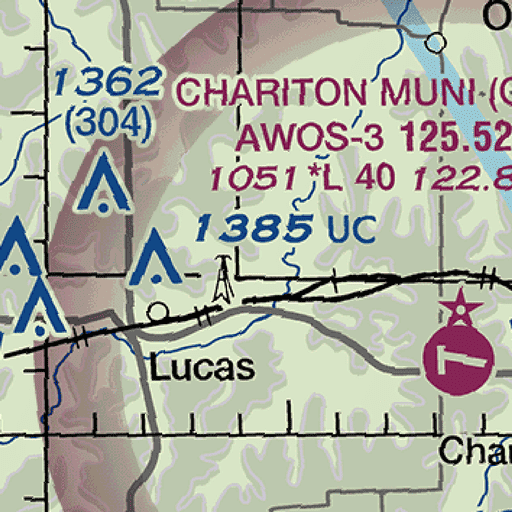 1362
(304)
CHARITON MUNI (
AWOS-3 125.52
1051 *L 40 122.8
1385 UC
Lucas